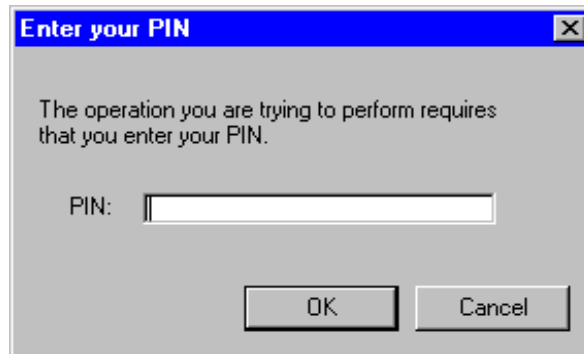 Enter your PIN
The operation you are trying to perform requires
that you enter your PIN.
PIN:
OK Cancel